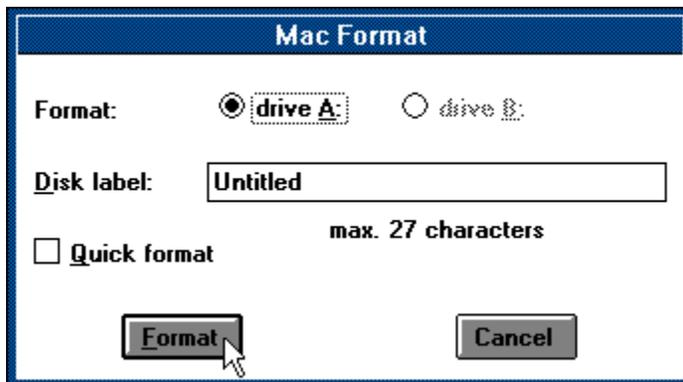 Mac Format
Format: drive A: drive B:
Disk label: Untitled
max. 27 characters
Quick format
Format Cancel